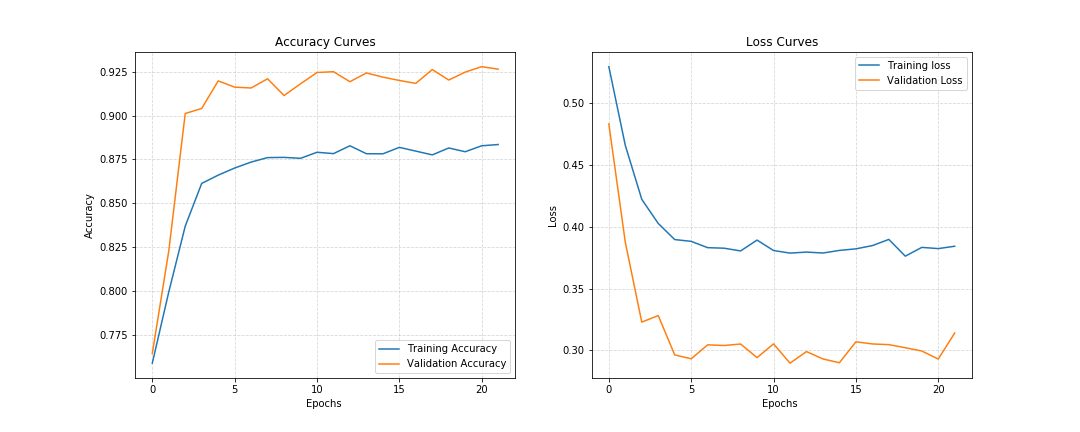 Accuracy Curves
0.925
0.900
0.875
0.850
0.825
0.800
0.775
Accuracy
0
5
10
15
20
Epochs
Training Accuracy
Validation Accuracy
Loss Curves
0.50
0.45
0.40
0.35
0.30
Loss
0
5
10
15
20
Epochs
Training loss
Validation Loss